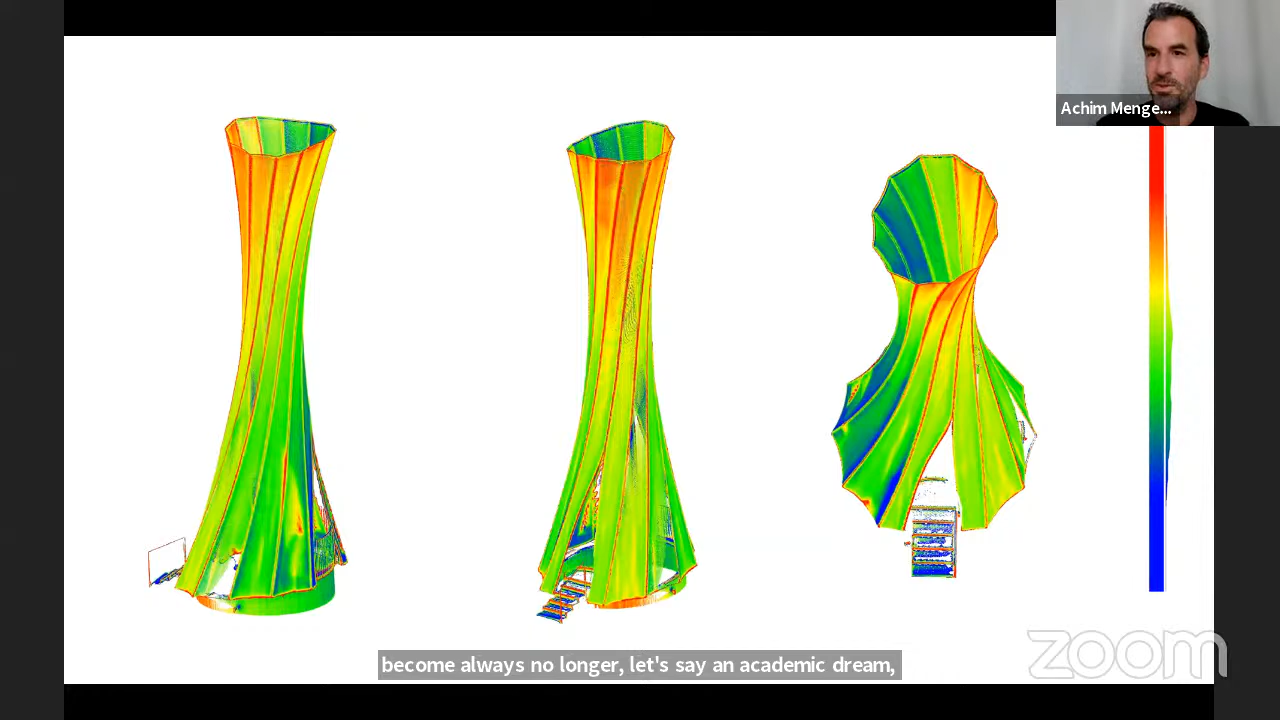 Achim Menge...
become always no longer, let's say an academic dream,
zoom